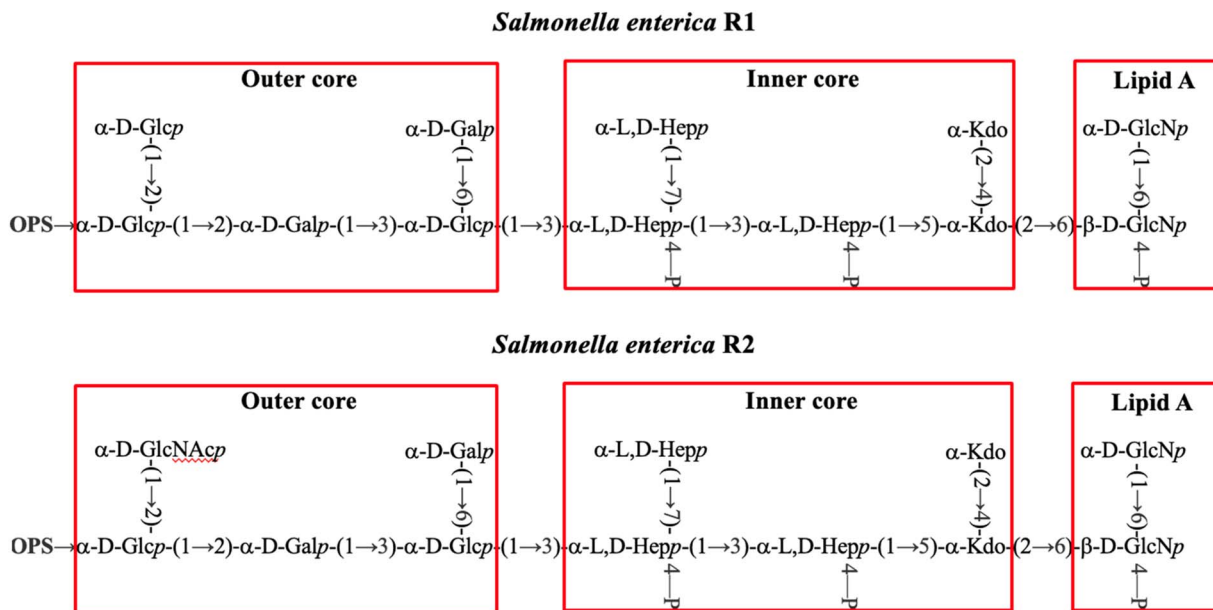 Salmonella enterica R1
Outer core
Inner core
Lipid A
α-D-Glcp
α-D-Galp
α-L,D-Hepp
α-Kdo
α-D-GlcNp
-(1→2)-
-(1→6)-
-(1→7)-
-(2→4)-
-(1→6)-
OPS→α-D-Glcp-(1→2)-α-D-Galp-(1→3)-α-D-Glcp-(1→3)-α-L,D-Hepp-(1→3)-α-L,D-Hepp-(1→5)-α-Kdo-(2→6)-β-D-GlcNp
4—P
4—P
4—P
Salmonella enterica R2
Outer core
Inner core
Lipid A
α-D-GlcNAcp
α-D-Galp
α-L,D-Hepp
α-Kdo
α-D-GlcNp
-(1→2)-
-(1→6)-
-(1→7)-
-(2→4)-
-(1→6)-
OPS→α-D-Glcp-(1→2)-α-D-Galp-(1→3)-α-D-Glcp-(1→3)-α-L,D-Hepp-(1→3)-α-L,D-Hepp-(1→5)-α-Kdo-(2→6)-β-D-GlcNp
4—P
4—P
4—P